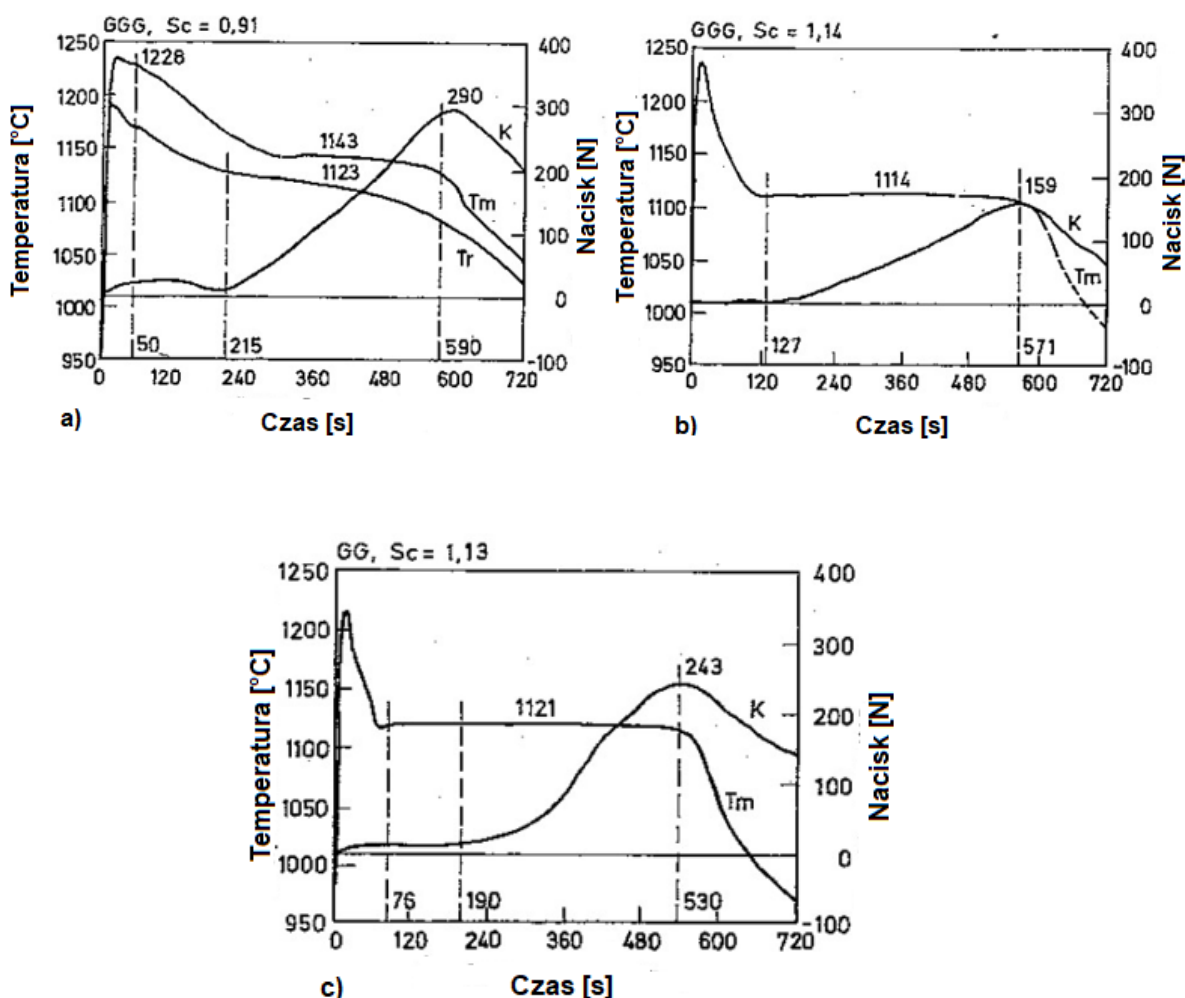 GGG, Sc = 0,91
1250
1200
1150
1100
1050
1000
950
Temperatura [°C]
400
300
200
100
0
-100
Nacisk [N]
1228
290
1143
1123
K
Tm
Tr
50
215
590
0 120 240 360 480 600 720
a)
Czas [s]
GGG, Sc = 1,14
1250
1200
1150
1100
1050
1000
950
Temperatura [°C]
400
300
200
100
0
-100
Nacisk [N]
1114
159
K
Tm
127
571
0 120 240 360 480 600 720
b)
Czas [s]
GG, Sc = 1,13
1250
1200
1150
1100
1050
1000
950
Temperatura [°C]
400
300
200
100
0
-100
Nacisk [N]
243
1121
K
Tm
76
190
530
0 120 240 360 480 600 720
c)
Czas [s]